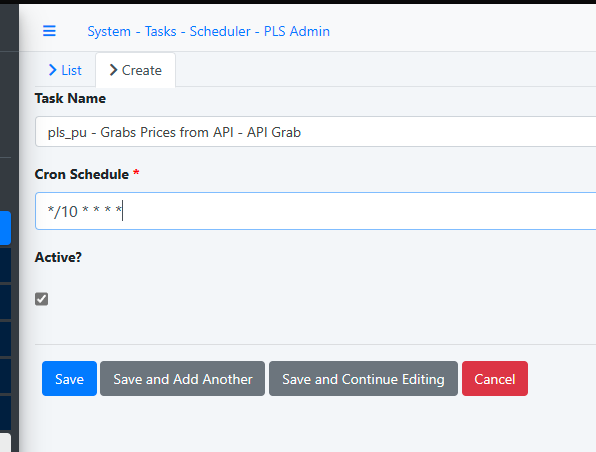 System - Tasks - Scheduler - PLS Admin
List Create
Task Name
pls_pu - Grabs Prices from API - API Grab
Cron Schedule *
*/10 * * * *
Active?
Save Save and Add Another Save and Continue Editing Cancel